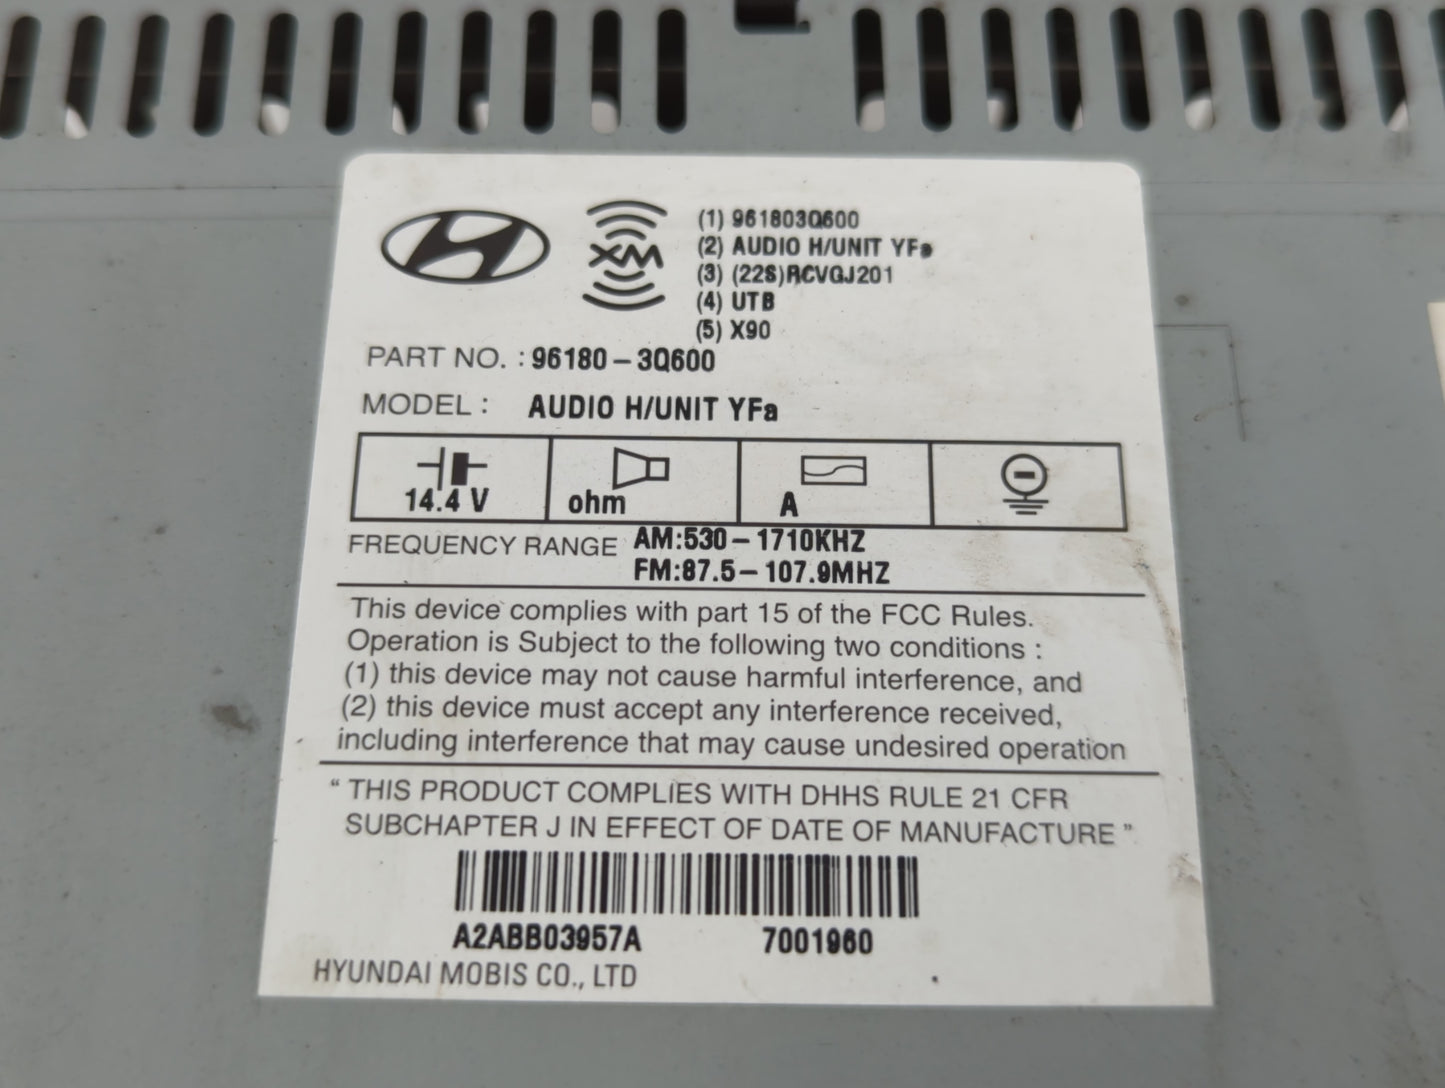 XM
(1) 961803Q600
(2) AUDIO H/UNIT YFa
(3) (22S)RCVGJ201
(4) UTB
(5) X90
PART NO. : 96180-3Q600
MODEL : AUDIO H/UNIT YFa
14.4 V
ohm
A
FREQUENCY RANGE AM:530-1710KHZ
FM:87.5-107.9MHZ
This device complies with part 15 of the FCC Rules.
Operation is Subject to the following two conditions :
(1) this device may not cause harmful interference, and
(2) this device must accept any interference received,
including interference that may cause undesired operation
“ THIS PRODUCT COMPLIES WITH DHHS RULE 21 CFR
SUBCHAPTER J IN EFFECT OF DATE OF MANUFACTURE ”
A2ABB03957A 7001960
HYUNDAI MOBIS CO., LTD